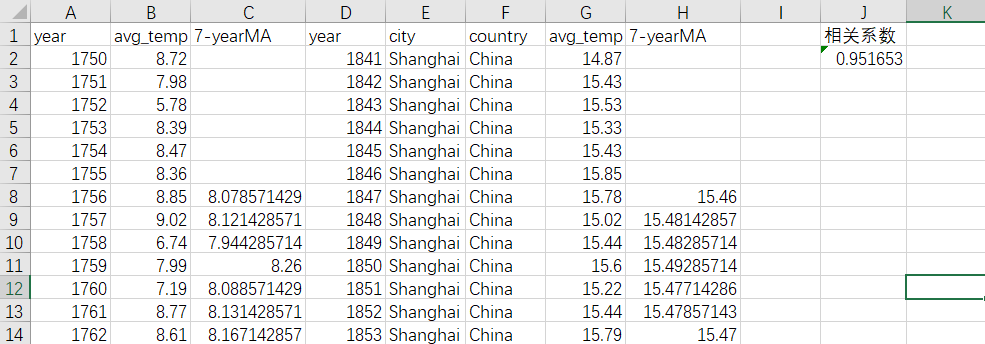 A B C D E F G H I J K
1 year avg_temp 7-yearMA year city country avg_temp 7-yearMA 相关系数
2 1750 8.72 1841 Shanghai China 14.87 0.951653
3 1751 7.98 1842 Shanghai China 15.43
4 1752 5.78 1843 Shanghai China 15.53
5 1753 8.39 1844 Shanghai China 15.33
6 1754 8.47 1845 Shanghai China 15.43
7 1755 8.36 1846 Shanghai China 15.85
8 1756 8.85 8.078571429 1847 Shanghai China 15.78 15.46
9 1757 9.02 8.121428571 1848 Shanghai China 15.02 15.48142857
10 1758 6.74 7.944285714 1849 Shanghai China 15.44 15.48285714
11 1759 7.99 8.26 1850 Shanghai China 15.6 15.49285714
12 1760 7.19 8.088571429 1851 Shanghai China 15.22 15.47714286
13 1761 8.77 8.131428571 1852 Shanghai China 15.44 15.47857143
14 1762 8.61 8.167142857 1853 Shanghai China 15.79 15.47